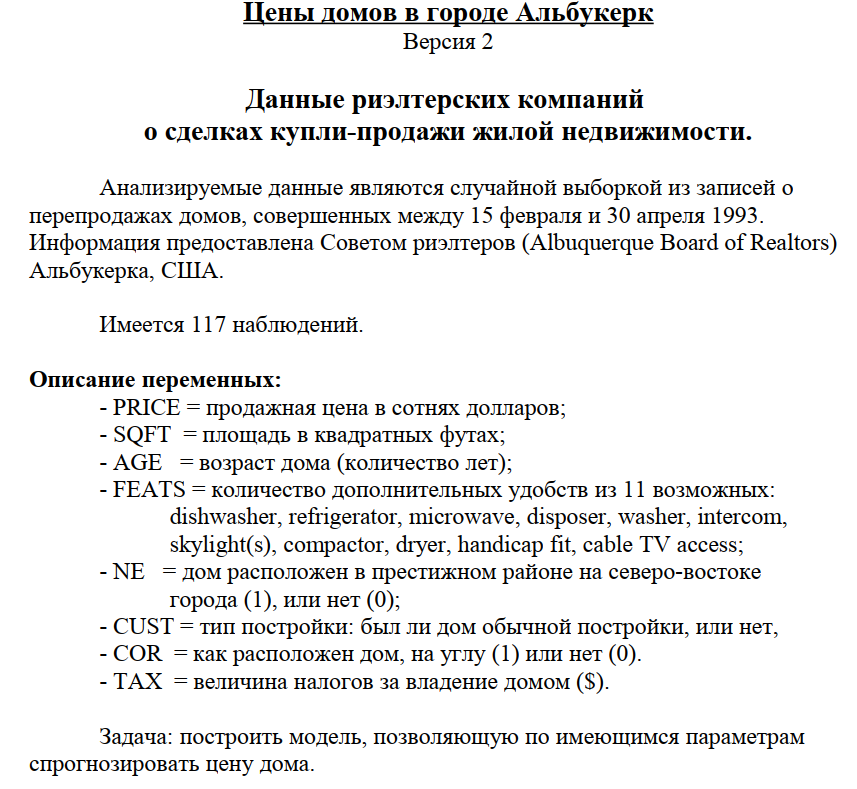 Цены домов в городе Альбукерк
Версия 2
Данные риэлтерских компаний
о сделках купли-продажи жилой недвижимости.
Анализируемые данные являются случайной выборкой из записей о
перепродажах домов, совершенных между 15 февраля и 30 апреля 1993.
Информация предоставлена Советом риэлтеров (Albuquerque Board of Realtors)
Альбукерка, США.
Имеется 117 наблюдений.
Описание переменных:
- PRICE = продажная цена в сотнях долларов;
- SQFT = площадь в квадратных футах;
- AGE = возраст дома (количество лет);
- FEATS = количество дополнительных удобств из 11 возможных:
dishwasher, refrigerator, microwave, disposer, washer, intercom,
skylight(s), compactor, dryer, handicap fit, cable TV access;
- NE = дом расположен в престижном районе на северо-востоке
города (1), или нет (0);
- CUST = тип постройки: был ли дом обычной постройки, или нет,
- COR = как расположен дом, на углу (1) или нет (0).
- TAX = величина налогов за владение домом ($).
Задача: построить модель, позволяющую по имеющимся параметрам
спрогнозировать цену дома.